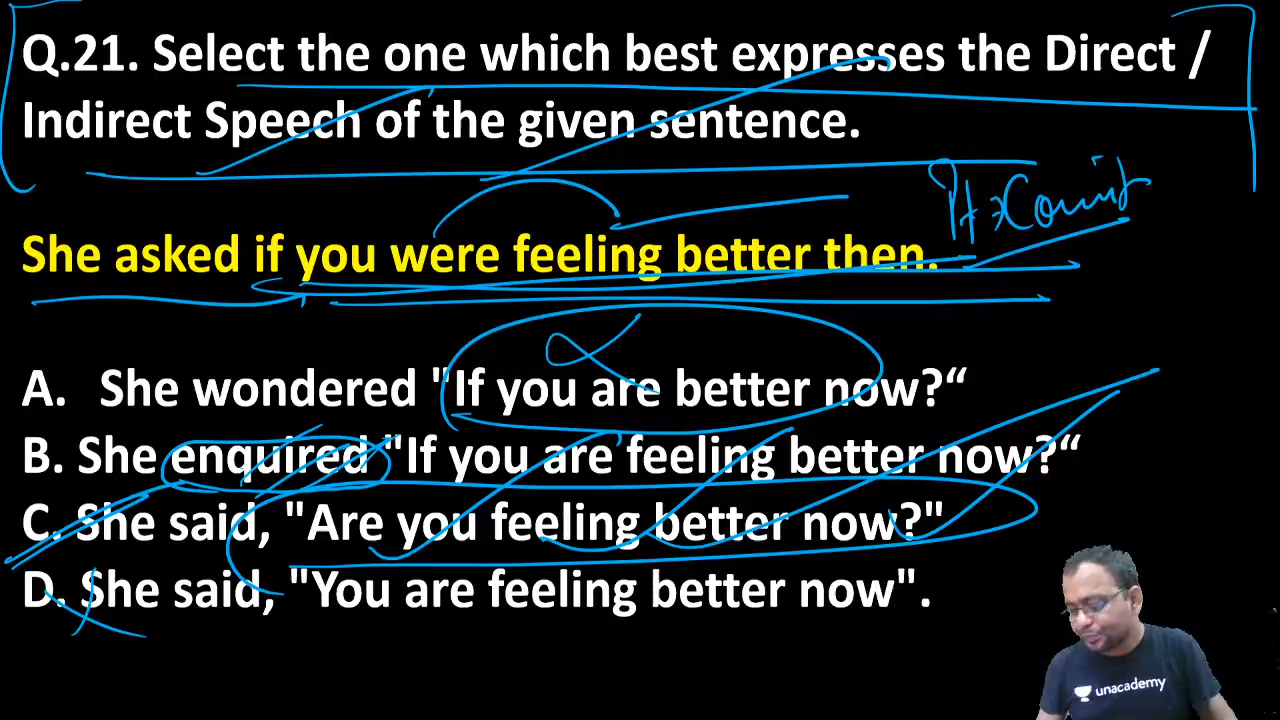 Q.21. Select the one which best expresses the Direct /
Indirect Speech of the given sentence.
She asked if you were feeling better then.
A. She wondered "If you are better now?“
B. She enquired "If you are feeling better now?“
C. She said, "Are you feeling better now?"
D. She said, "You are feeling better now".
unacademy